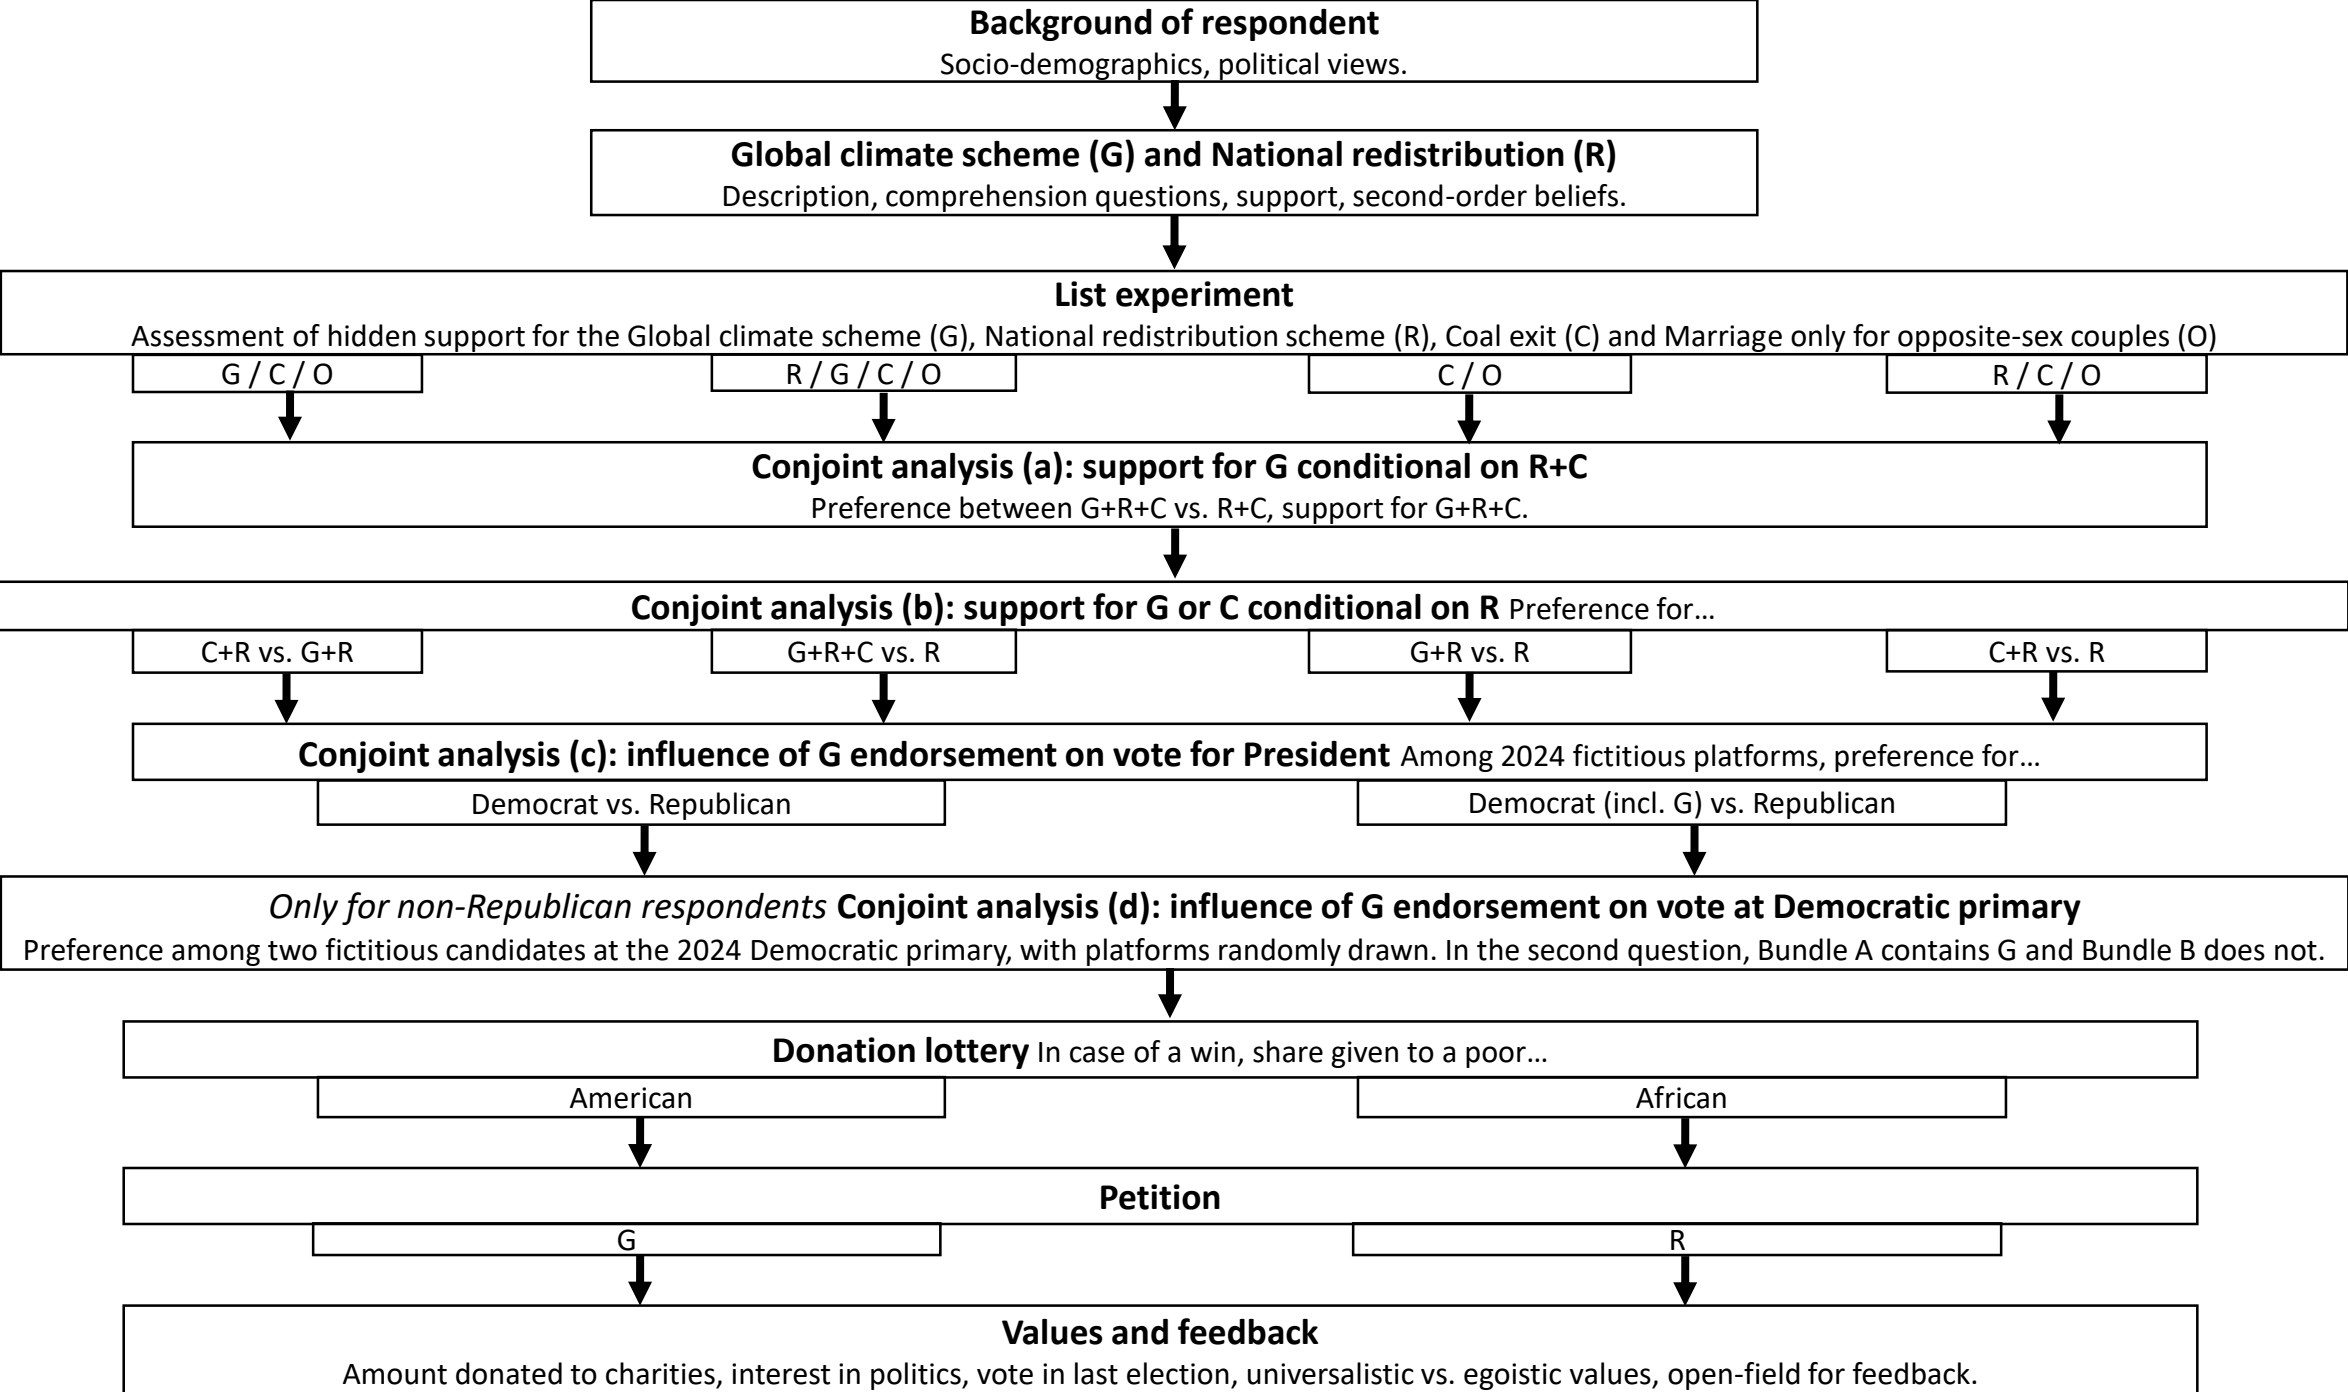 Background of respondent
Socio-demographics, political views.
Global climate scheme (G) and National redistribution (R)
Description, comprehension questions, support, second-order beliefs.
List experiment
Assessment of hidden support for the Global climate scheme (G), National redistribution scheme (R), Coal exit (C) and Marriage only for opposite-sex couples (O)
G / C / O
R / G / C / O
C / O
R / C / O
Conjoint analysis (a): support for G conditional on R+C
Preference between G+R+C vs. R+C, support for G+R+C.
Conjoint analysis (b): support for G or C conditional on R Preference for…
C+R vs. G+R
G+R+C vs. R
G+R vs. R
C+R vs. R
Conjoint analysis (c): influence of G endorsement on vote for President Among 2024 fictitious platforms, preference for…
Democrat vs. Republican
Democrat (incl. G) vs. Republican
Only for non-Republican respondents Conjoint analysis (d): influence of G endorsement on vote at Democratic primary
Preference among two fictitious candidates at the 2024 Democratic primary, with platforms randomly drawn. In the second question, Bundle A contains G and Bundle B does not.
Donation lottery In case of a win, share given to a poor…
American
African
Petition
G
R
Values and feedback
Amount donated to charities, interest in politics, vote in last election, universalistic vs. egoistic values, open-field for feedback.